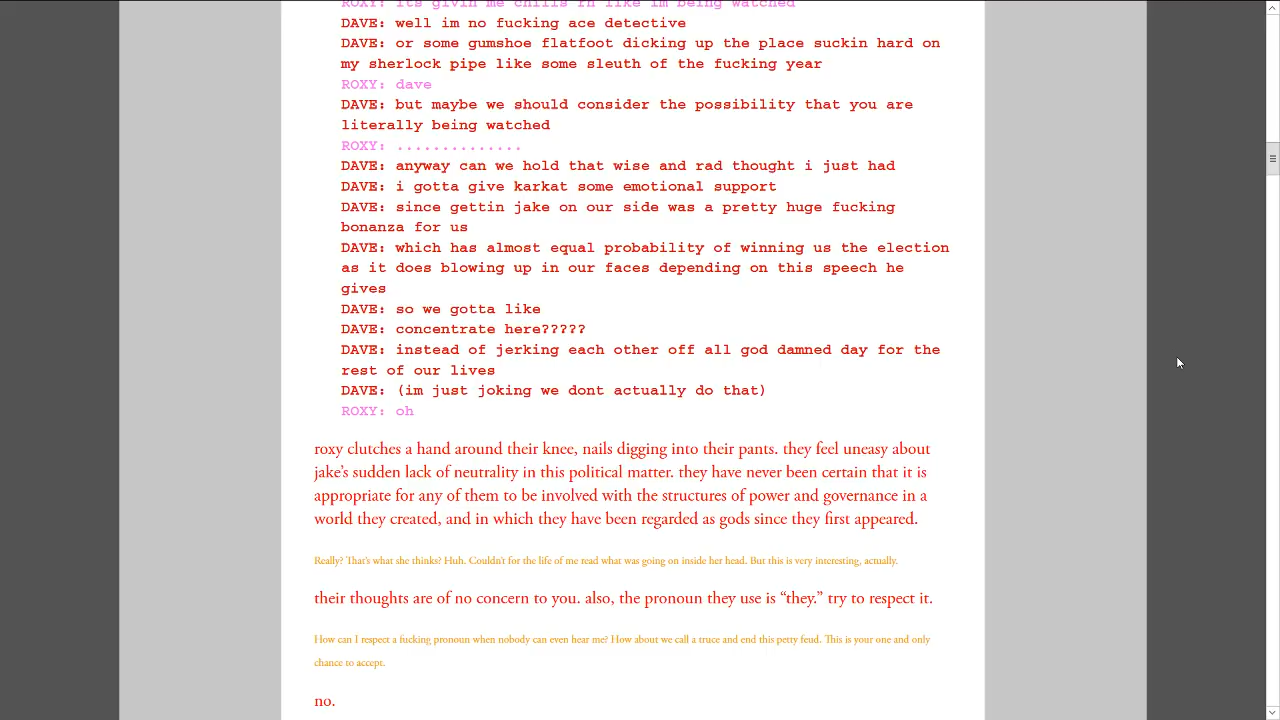 ROXY: its givin me chills rn like im being watched
DAVE: well im no fucking ace detective
DAVE: or some gumshoe flatfoot dicking up the place suckin hard on
my sherlock pipe like some sleuth of the fucking year
ROXY: dave
DAVE: but maybe we should consider the possibility that you are
literally being watched
ROXY: ..............
DAVE: anyway can we hold that wise and rad thought i just had
DAVE: i gotta give karkat some emotional support
DAVE: since gettin jake on our side was a pretty huge fucking
bonanza for us
DAVE: which has almost equal probability of winning us the election
as it does blowing up in our faces depending on this speech he
gives
DAVE: so we gotta like
DAVE: concentrate here?????
DAVE: instead of jerking each other off all god damned day for the
rest of our lives
DAVE: (im just joking we dont actually do that)
ROXY: oh
roxy clutches a hand around their knee, nails digging into their pants. they feel uneasy about
jake’s sudden lack of neutrality in this political matter. they have never been certain that it is
appropriate for any of them to be involved with the structures of power and governance in a
world they created, and in which they have been regarded as gods since they first appeared.
Really? That’s what she thinks? Huh. Couldn’t for the life of me read what was going on inside her head. But this is very interesting, actually.
their thoughts are of no concern to you. also, the pronoun they use is “they.” try to respect it.
How can I respect a fucking pronoun when nobody can even hear me? How about we call a truce and end this petty feud. This is your one and only
chance to accept.
no.